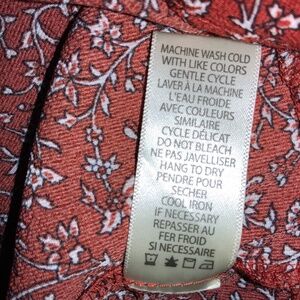 MACHINE WASH COLD
WITH LIKE COLORS
GENTLE CYCLE
LAVER À LA MACHINE
L'EAU FROIDE
AVEC COULEURS
SIMILAIRE
CYCLE DÉLICAT
DO NOT BLEACH
NE PAS JAVELLISER
HANG TO DRY
PENDRE POUR
SECHER
COOL IRON
IF NECESSARY
REPASSER AU
FER FROID
SI NECESSAIRE